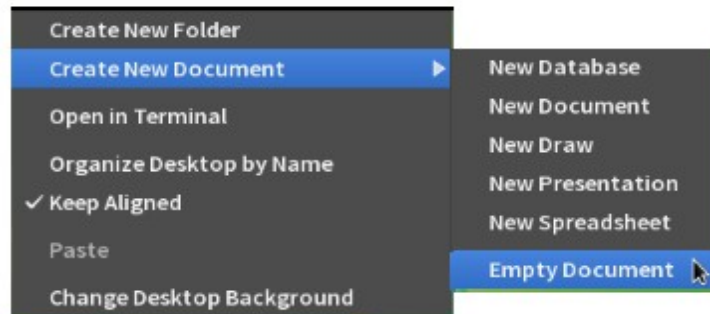 Create New Folder
Create New Document
Open in Terminal
Organize Desktop by Name
Keep Aligned
Paste
Change Desktop Background
New Database
New Document
New Draw
New Presentation
New Spreadsheet
Empty Document